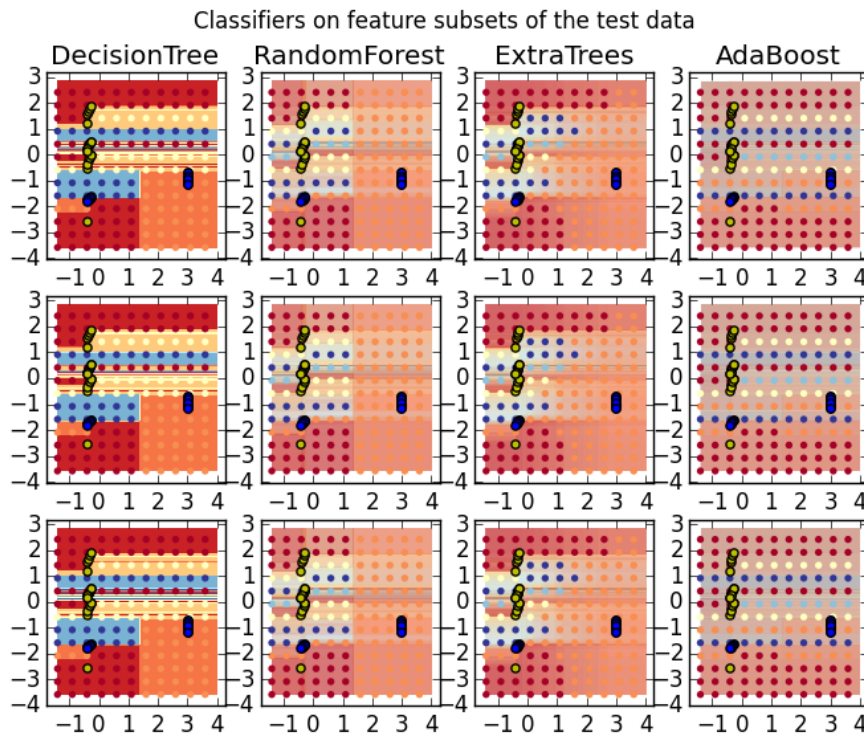 Classifiers on feature subsets of the test data
DecisionTree RandomForest ExtraTrees AdaBoost
3 3 3 3
2 2 2 2
1 1 1 1
0 0 0 0
−1 −1 −1 −1
−2 −2 −2 −2
−3 −3 −3 −3
−4 −4 −4 −4
−1 0 1 2 3 4 −1 0 1 2 3 4 −1 0 1 2 3 4 −1 0 1 2 3 4
3 3 3 3
2 2 2 2
1 1 1 1
0 0 0 0
−1 −1 −1 −1
−2 −2 −2 −2
−3 −3 −3 −3
−4 −4 −4 −4
−1 0 1 2 3 4 −1 0 1 2 3 4 −1 0 1 2 3 4 −1 0 1 2 3 4
3 3 3 3
2 2 2 2
1 1 1 1
0 0 0 0
−1 −1 −1 −1
−2 −2 −2 −2
−3 −3 −3 −3
−4 −4 −4 −4
−1 0 1 2 3 4 −1 0 1 2 3 4 −1 0 1 2 3 4 −1 0 1 2 3 4